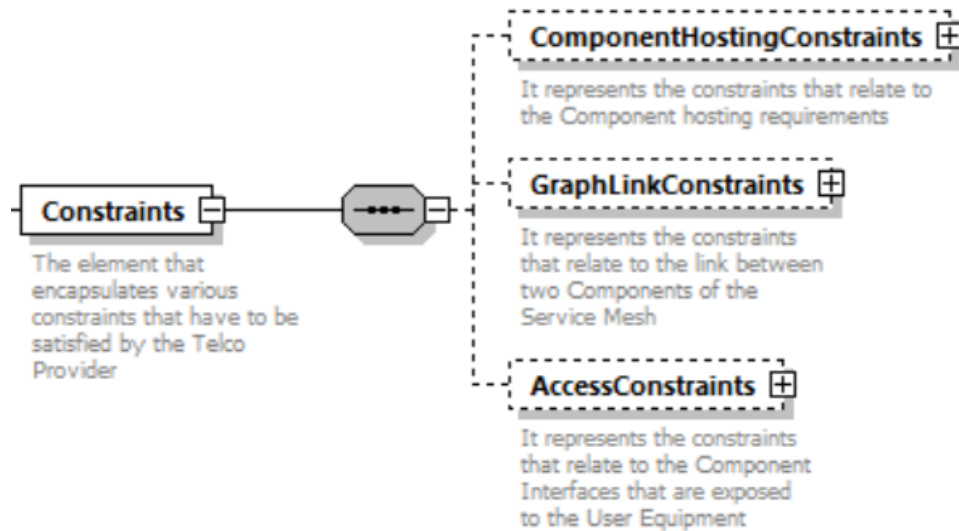 ComponentHostingConstraints
It represents the constraints that relate to
the Component hosting requirements
GraphLinkConstraints
It represents the constraints
that relate to the link between
two Components of the
Service Mesh
Constraints
The element that
encapsulates various
constraints that have to be
satisfied by the Telco
Provider
AccessConstraints
It represents the constraints
that relate to the Component
Interfaces that are exposed
to the User Equipment